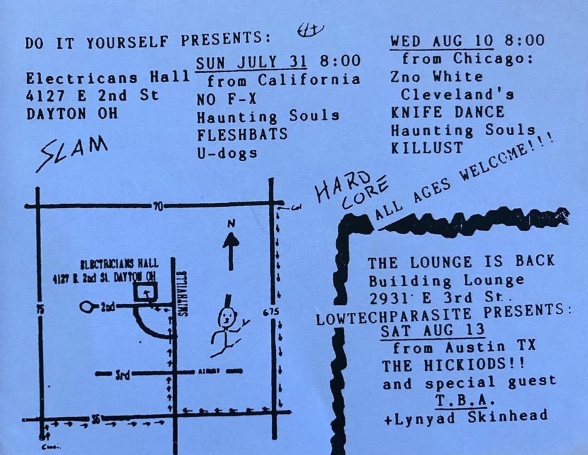 DO IT YOURSELF PRESENTS:
Electricans Hall
4127 E 2nd St
DAYTON OH
SUN JULY 31 8:00
from California
NO F-X
Haunting Souls
FLESHBATS
U-dogs
WED AUG 10 8:00
from Chicago:
Zno White
Cleveland's
KNIFE DANCE
Haunting Souls
KILLUST
SLAM
HARD
CORE
ALL AGES WELCOME!!!
70
Col
N
ELECTRICIANS HALL
4127 E. 2nd St. DAYTON OH
SMITHVILLE
75
2nd
675
3rd
AIRWAY
35
THE LOUNGE IS BACK
Building Lounge
2931 E 3rd St.
LOWTECHPARASITE PRESENTS:
SAT AUG 13
from Austin TX
THE HICKIODS!!
and special guest
T.B.A.
+Lynyad Skinhead